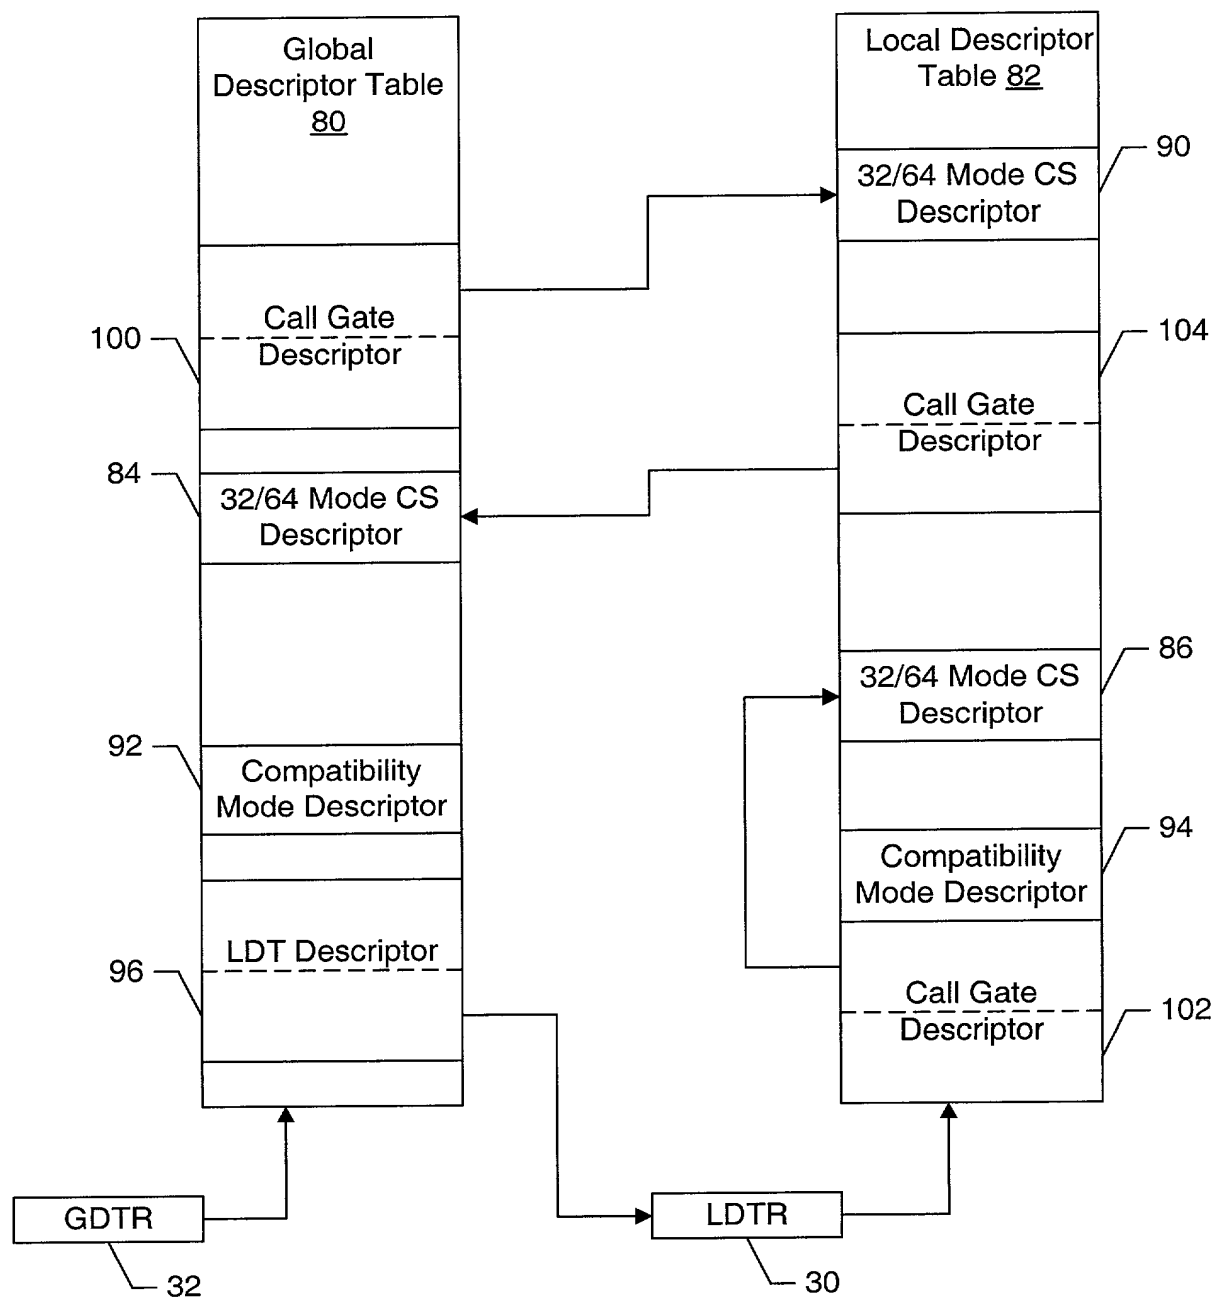 Global
Descriptor Table
80
Call Gate
Descriptor
100
84
32/64 Mode CS
Descriptor
92
Compatibility
Mode Descriptor
LDT Descriptor
96
GDTR
32
Local Descriptor
Table 82
90
32/64 Mode CS
Descriptor
104
Call Gate
Descriptor
86
32/64 Mode CS
Descriptor
94
Compatibility
Mode Descriptor
Call Gate
Descriptor
102
LDTR
30